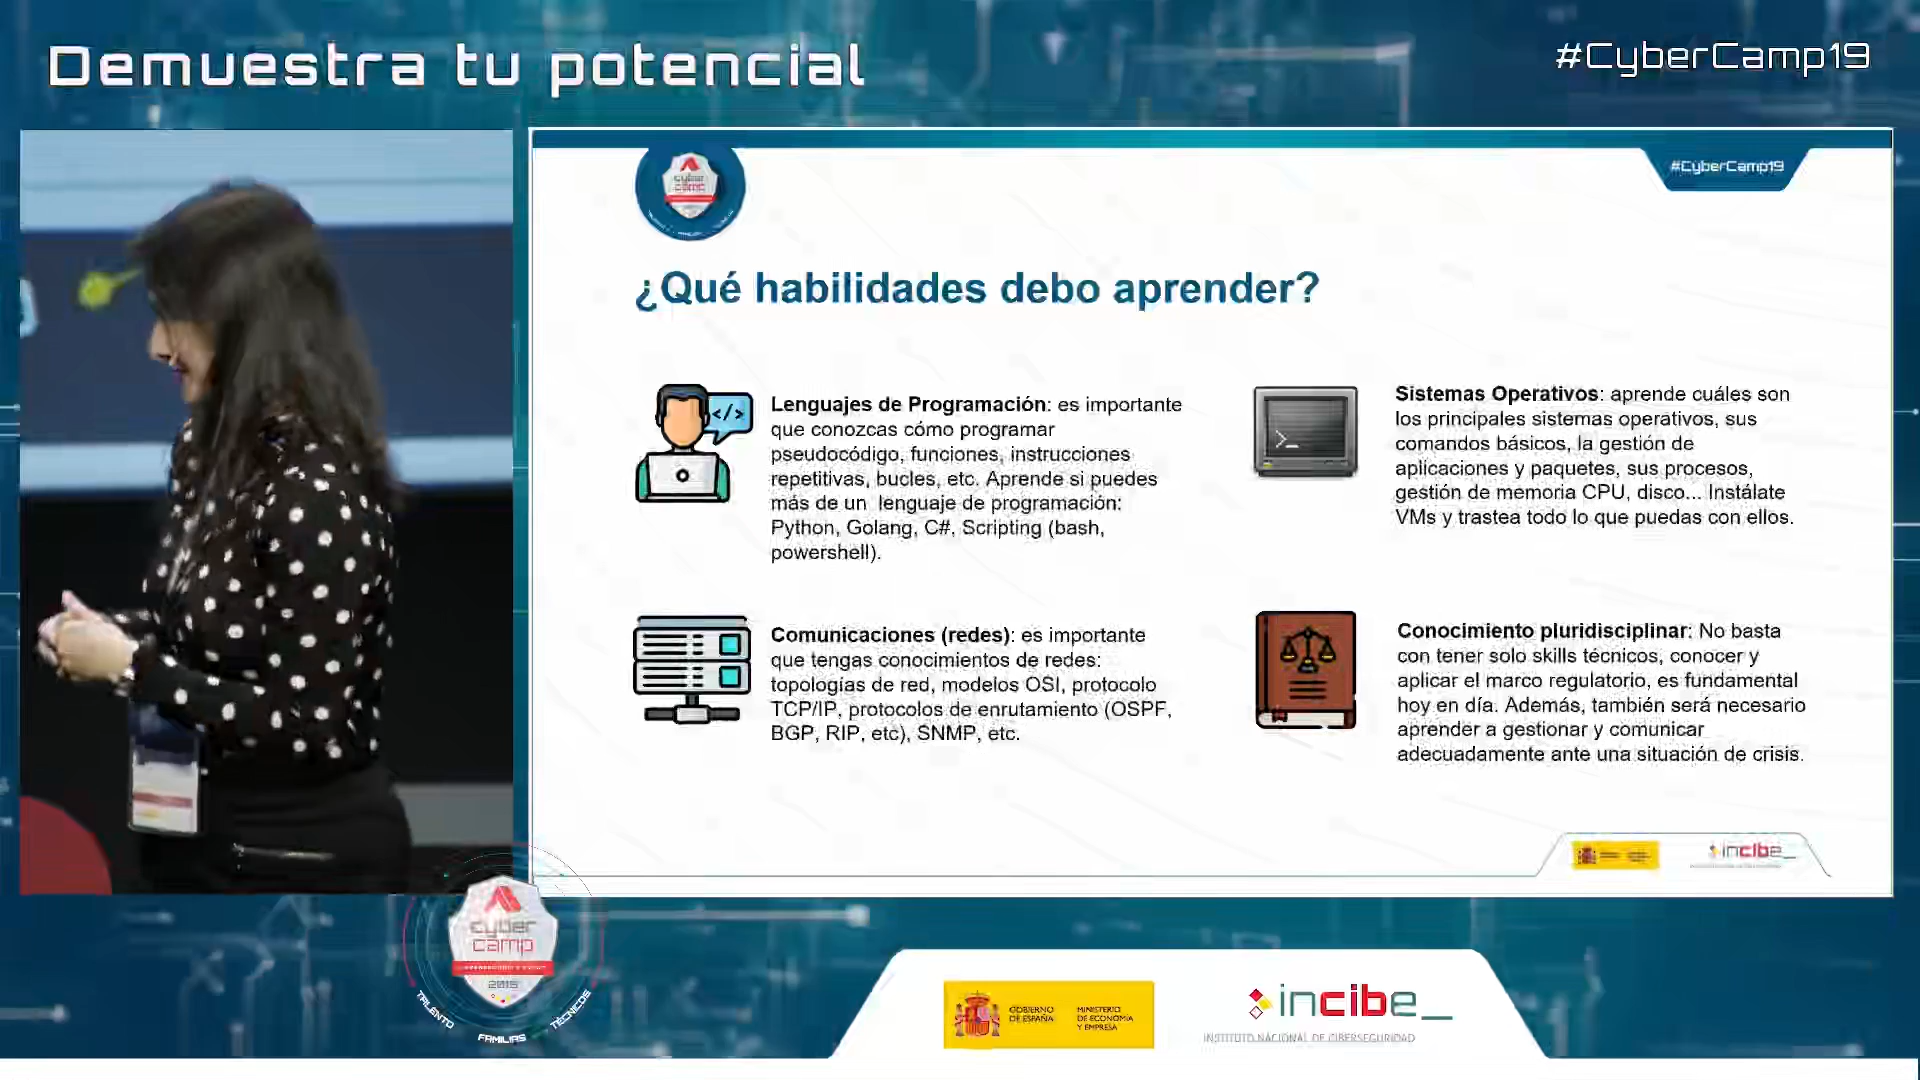 Demuestra tu potencial
#CyberCamp19
cyber
camp
#CyberCamp19
¿Qué habilidades debo aprender?
</>
Lenguajes de Programación: es importante
que conozcas cómo programar
pseudocódigo, funciones, instrucciones
repetitivas, bucles, etc. Aprende si puedes
más de un lenguaje de programación:
Python, Golang, C#, Scripting (bash,
powershell).
>_
Sistemas Operativos: aprende cuáles son
los principales sistemas operativos, sus
comandos básicos, la gestión de
aplicaciones y paquetes, sus procesos,
gestión de memoria CPU, disco... Instálate
VMs y trastea todo lo que puedas con ellos.
Comunicaciones (redes): es importante
que tengas conocimientos de redes:
topologías de red, modelos OSI, protocolo
TCP/IP, protocolos de enrutamiento (OSPF,
BGP, RIP, etc), SNMP, etc.
Conocimiento pluridisciplinar: No basta
con tener solo skills técnicos, conocer y
aplicar el marco regulatorio, es fundamental
hoy en día. Además, también será necesario
aprender a gestionar y comunicar
adecuadamente ante una situación de crisis.
incibe_
cyber
camp
2019
TALENTO
FAMILIAS
TÉCNICOS
GOBIERNO
DE ESPAÑA
MINISTERIO
DE ECONOMÍA
Y EMPRESA
incibe_
INSTITUTO NACIONAL DE CIBERSEGURIDAD